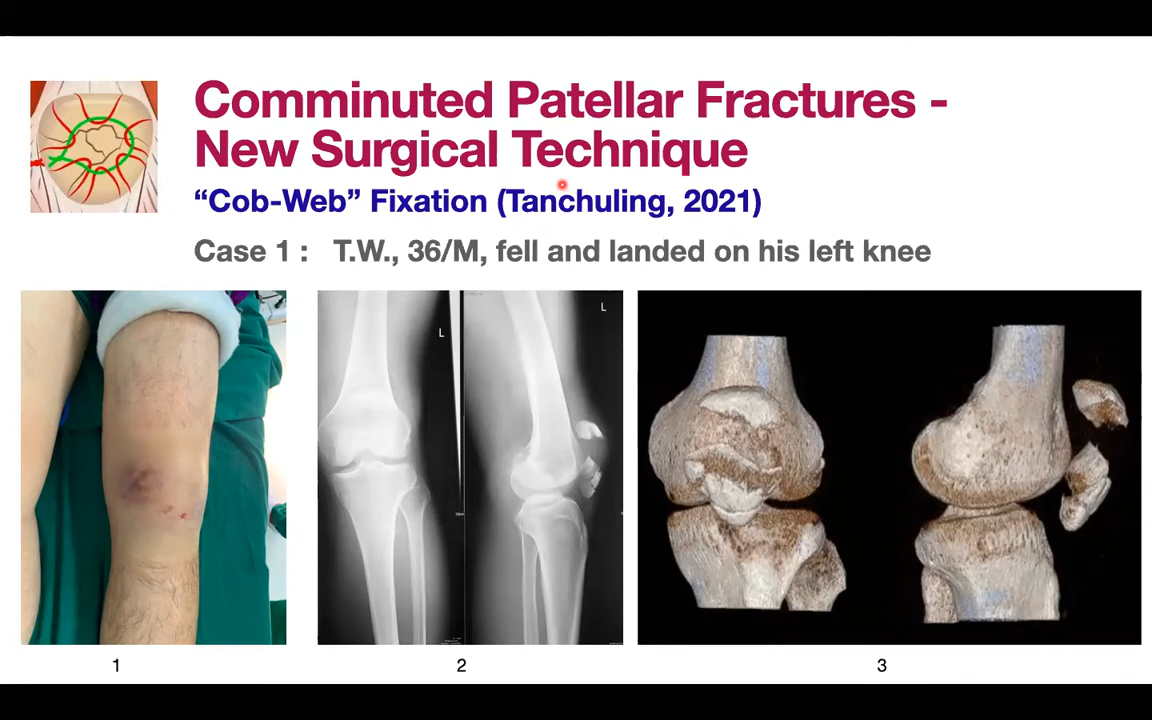 Comminuted Patellar Fractures -
New Surgical Technique
“Cob-Web” Fixation (Tanchuling, 2021)
Case 1 : T.W., 36/M, fell and landed on his left knee
L
L
1
2
3